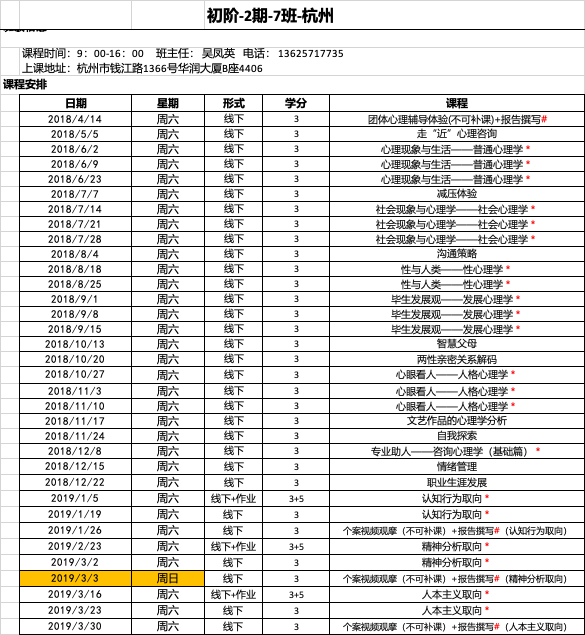 初阶-2期-7班-杭州
课程时间：9：00-16：00 班主任： 吴凤英 电话： 13625717735
上课地址： 杭州市钱江路1366号华润大厦B座4406
课程安排
日期 星期 形式 学分 课程
2018/4/14 周六 线下 3 团体心理辅导体验(不可补课)+报告撰写#
2018/5/5 周六 线下 3 走“近”心理咨询
2018/6/2 周六 线下 3 心理现象与生活——普通心理学 *
2018/6/9 周六 线下 3 心理现象与生活——普通心理学 *
2018/6/23 周六 线下 3 心理现象与生活——普通心理学 *
2018/7/7 周六 线下 3 减压体验
2018/7/14 周六 线下 3 社会现象与心理学——社会心理学 *
2018/7/21 周六 线下 3 社会现象与心理学——社会心理学 *
2018/7/28 周六 线下 3 社会现象与心理学——社会心理学 *
2018/8/4 周六 线下 3 沟通策略
2018/8/18 周六 线下 3 性与人类——性心理学 *
2018/8/25 周六 线下 3 性与人类——性心理学 *
2018/9/1 周六 线下 3 毕生发展观——发展心理学 *
2018/9/8 周六 线下 3 毕生发展观——发展心理学 *
2018/9/15 周六 线下 3 毕生发展观——发展心理学 *
2018/10/13 周六 线下 3 智慧父母
2018/10/20 周六 线下 3 两性亲密关系解码
2018/10/27 周六 线下 3 心眼看人——人格心理学 *
2018/11/3 周六 线下 3 心眼看人——人格心理学 *
2018/11/10 周六 线下 3 心眼看人——人格心理学 *
2018/11/17 周六 线下 3 文艺作品的心理学分析
2018/11/24 周六 线下 3 自我探索
2018/12/8 周六 线下 3 专业助人——咨询心理学（基础篇） *
2018/12/15 周六 线下 3 情绪管理
2018/12/22 周六 线下 3 职业生涯发展
2019/1/5 周六 线下+作业 3+5 认知行为取向 *
2019/1/19 周六 线下 3 认知行为取向 *
2019/1/26 周六 线下 3 个案视频观摩（不可补课）+报告撰写#（认知行为取向）
2019/2/23 周六 线下+作业 3+5 精神分析取向 *
2019/3/2 周六 线下 3 精神分析取向 *
2019/3/3 周日 线下 3 个案视频观摩（不可补课）+报告撰写#（精神分析取向）
2019/3/16 周六 线下+作业 3+5 人本主义取向 *
2019/3/23 周六 线下 3 人本主义取向 *
2019/3/30 周六 线下 3 个案视频观摩（不可补课）+报告撰写#（人本主义取向）